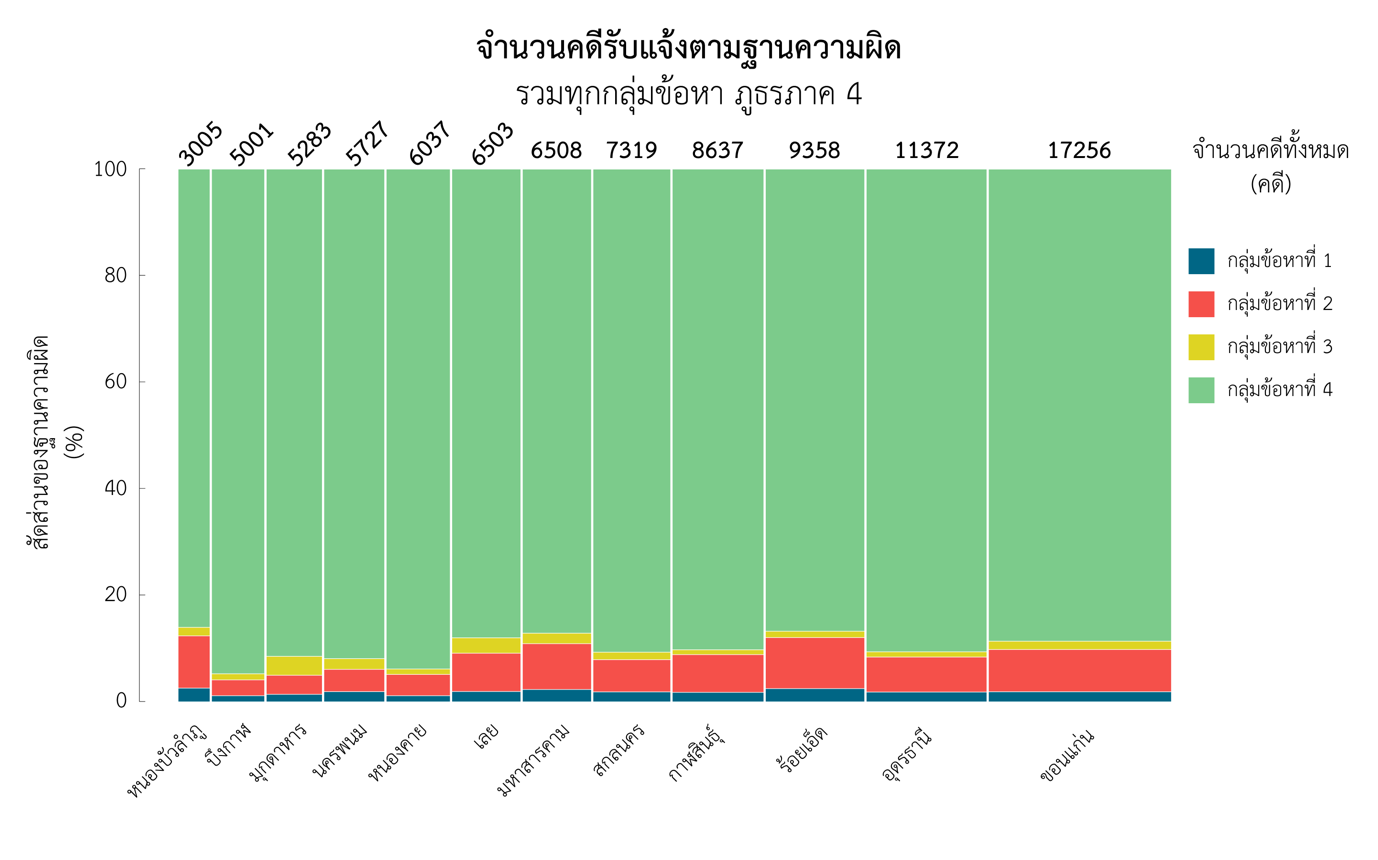 จำนวนคดีรับแจ้งตามฐานความผิด
รวมทุกกลุ่มข้อหา ภูธรภาค 4
3005 5001 5283 5727 6037 6503 6508 7319 8637 9358 11372 17256
จำนวนคดีทั้งหมด
(คดี)
100
80
60
40
20
0
สัดส่วนของฐานความผิด
(%)
กลุ่มข้อหาที่ 1
กลุ่มข้อหาที่ 2
กลุ่มข้อหาที่ 3
กลุ่มข้อหาที่ 4
หนองบัวลำภู บึงกาฬ มุกดาหาร นครพนม หนองคาย เลย มหาสารคาม สกลนคร กาฬสินธุ์ ร้อยเอ็ด อุดรธานี ขอนแก่น